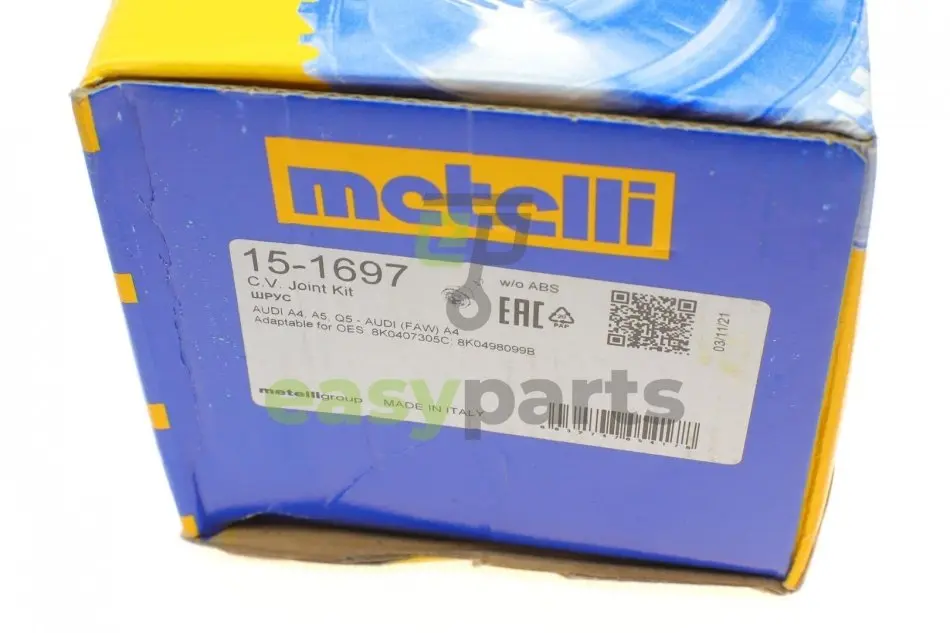 metelli
15-1697
C.V. Joint Kit
ШРУС
w/o ABS
AUDI A4, A5, Q5 - AUDI (FAW) A4
Adaptable for OES: 8K0407305C; 8K0498099B
EAC
PAP
03/11/21
metelligroup
MADE IN ITALY
easyparts